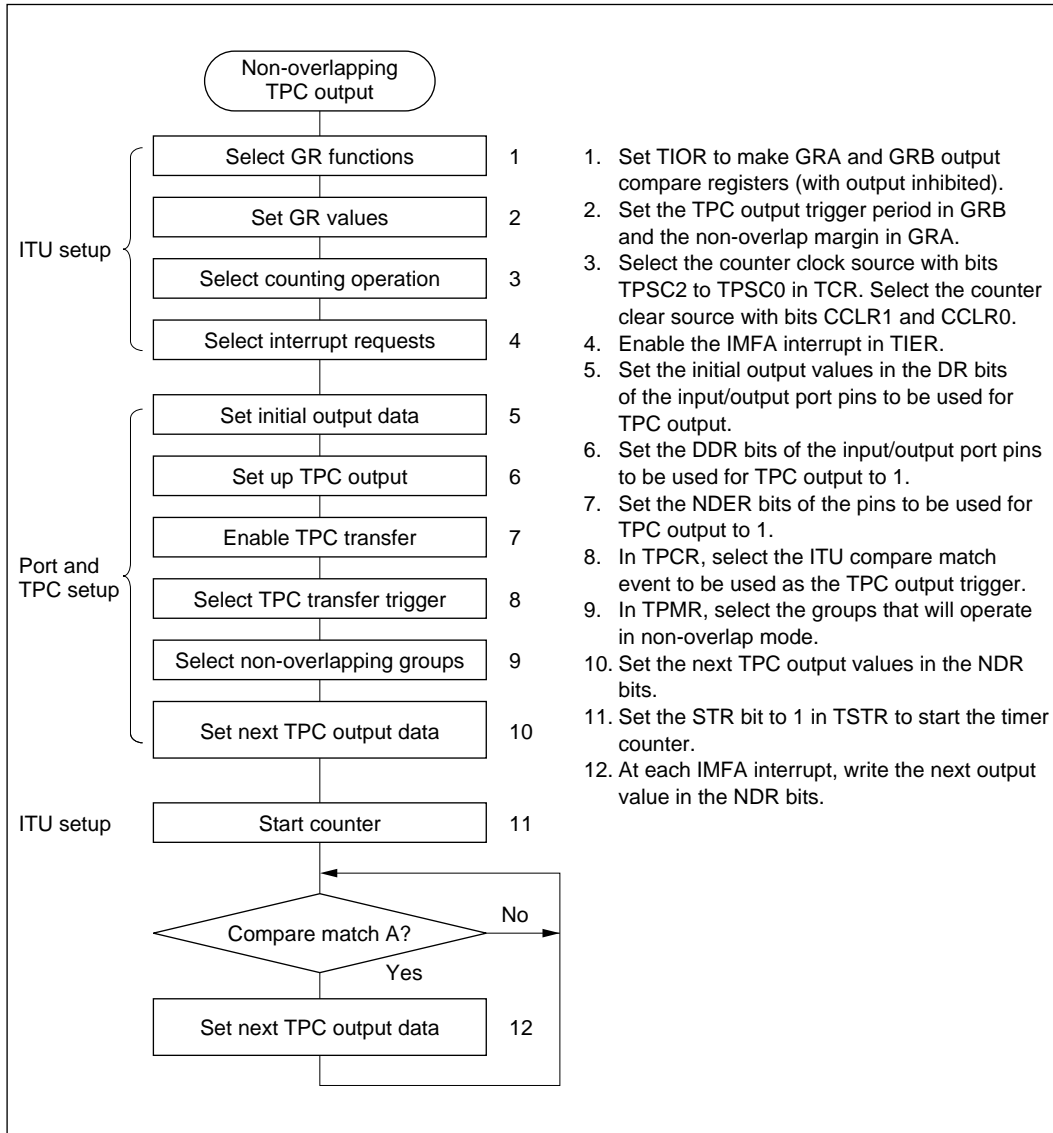 Non-overlapping
TPC output
ITU setup
Select GR functions 1
Set GR values 2
Select counting operation 3
Select interrupt requests 4
Port and
TPC setup
Set initial output data 5
Set up TPC output 6
Enable TPC transfer 7
Select TPC transfer trigger 8
Select non-overlapping groups 9
Set next TPC output data 10
ITU setup
Start counter 11
Compare match A?
No
Yes
Set next TPC output data 12
1. Set TIOR to make GRA and GRB output
compare registers (with output inhibited).
2. Set the TPC output trigger period in GRB
and the non-overlap margin in GRA.
3. Select the counter clock source with bits
TPSC2 to TPSC0 in TCR. Select the counter
clear source with bits CCLR1 and CCLR0.
4. Enable the IMFA interrupt in TIER.
5. Set the initial output values in the DR bits
of the input/output port pins to be used for
TPC output.
6. Set the DDR bits of the input/output port pins
to be used for TPC output to 1.
7. Set the NDER bits of the pins to be used for
TPC output to 1.
8. In TPCR, select the ITU compare match
event to be used as the TPC output trigger.
9. In TPMR, select the groups that will operate
in non-overlap mode.
10. Set the next TPC output values in the NDR
bits.
11. Set the STR bit to 1 in TSTR to start the timer
counter.
12. At each IMFA interrupt, write the next output
value in the NDR bits.